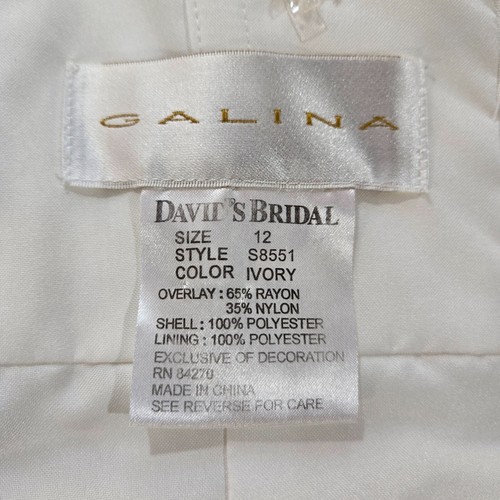 GALINA
DAVID'S BRIDAL
SIZE 12
STYLE S8551
COLOR IVORY
OVERLAY: 65% RAYON
35% NYLON
SHELL: 100% POLYESTER
LINING: 100% POLYESTER
EXCLUSIVE OF DECORATION
RN 84270
MADE IN CHINA
SEE REVERSE FOR CARE